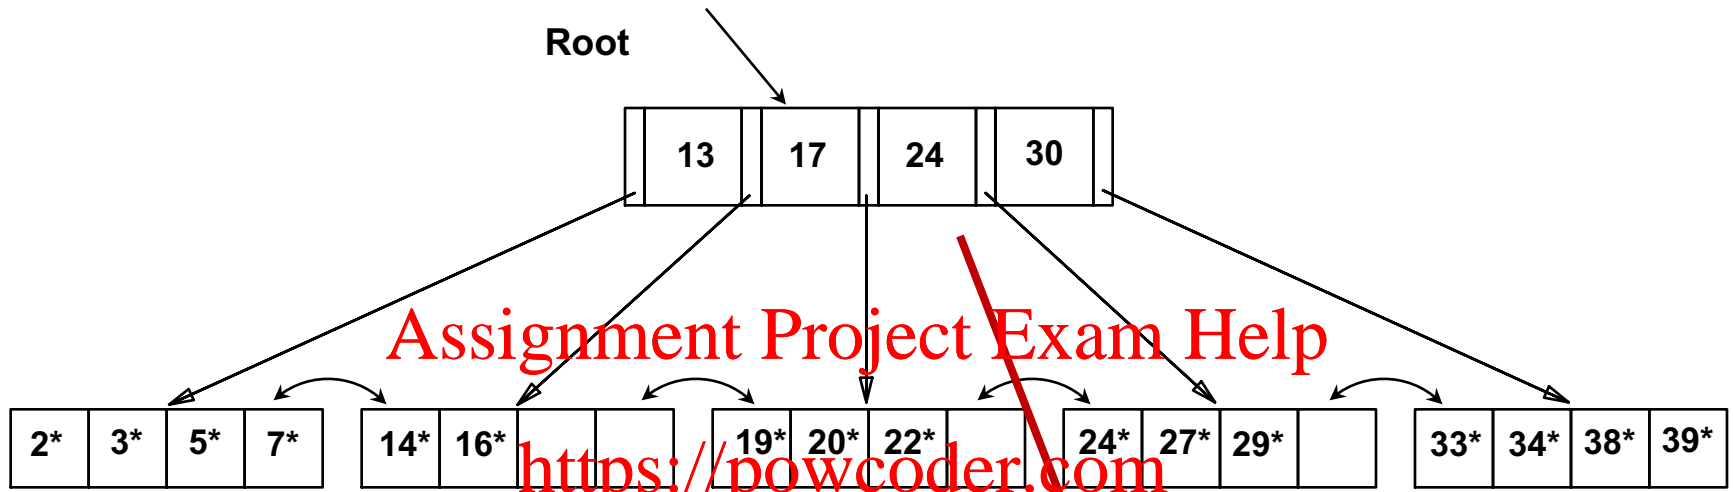 Root
13 17 24 30
Assignment Project Exam Help
2* 3* 5* 7* 14* 16* 19* 20* 22* 24* 27* 29* 33* 34* 38* 39*
https://powcoder.com